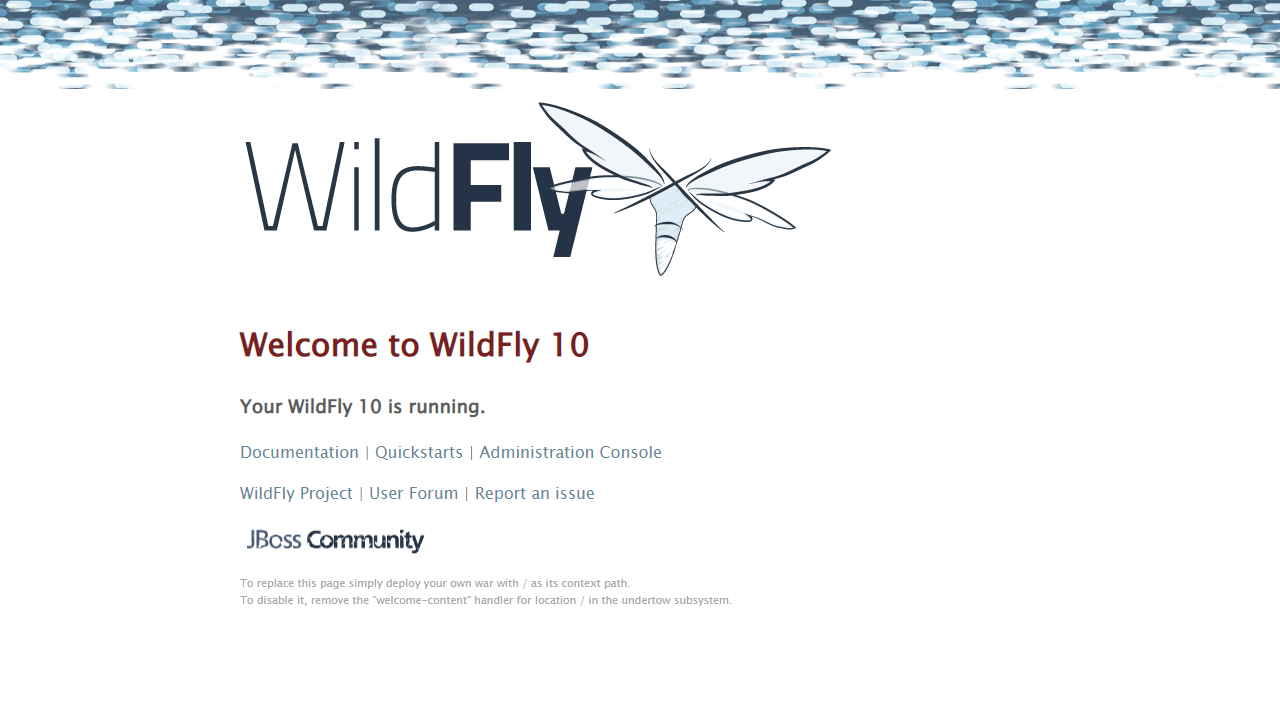 WildFly
Welcome to WildFly 10
Your WildFly 10 is running.
Documentation | Quickstarts | Administration Console
WildFly Project | User Forum | Report an issue
JBoss Community
To replace this page simply deploy your own war with / as its context path.
To disable it, remove the "welcome-content" handler for location / in the undertow subsystem.